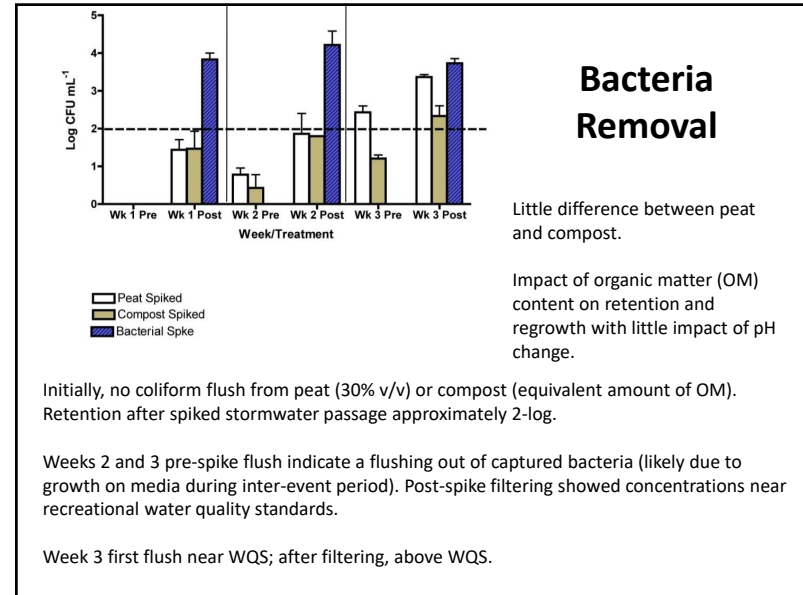 5
4
3
2
1
0
Log CFU mL-1
Wk 1 Pre Wk 1 Post Wk 2 Pre Wk 2 Post Wk 3 Pre Wk 3 Post
Week/Treatment
Peat Spiked
Compost Spiked
Bacterial Spke
Bacteria
Removal
Little difference between peat
and compost.
Impact of organic matter (OM)
content on retention and
regrowth with little impact of pH
change.
Initially, no coliform flush from peat (30% v/v) or compost (equivalent amount of OM).
Retention after spiked stormwater passage approximately 2-log.
Weeks 2 and 3 pre-spike flush indicate a flushing out of captured bacteria (likely due to
growth on media during inter-event period). Post-spike filtering showed concentrations near
recreational water quality standards.
Week 3 first flush near WQS; after filtering, above WQS.